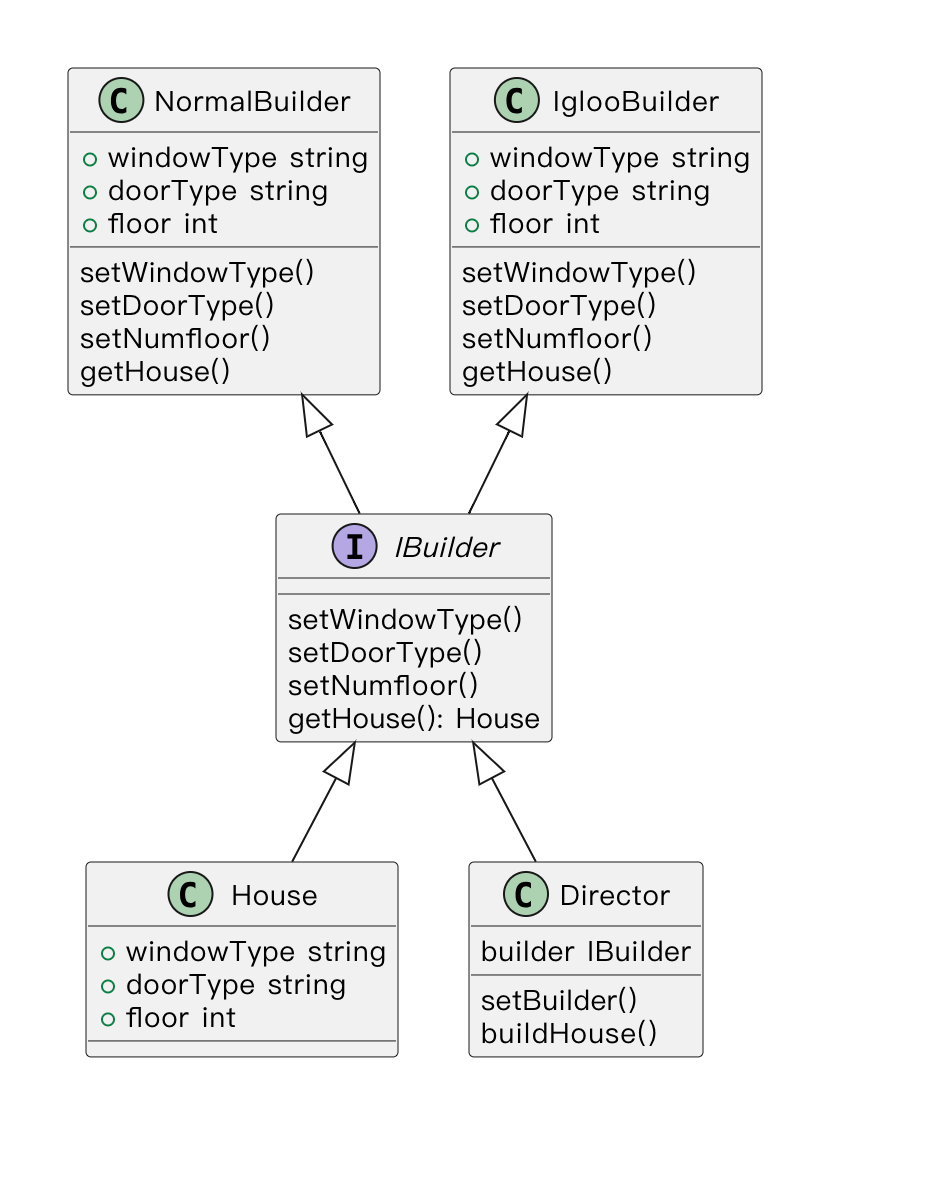 C NormalBuilder
windowType string
doorType string
floor int
setWindowType()
setDoorType()
setNumfloor()
getHouse()
C IglooBuilder
windowType string
doorType string
floor int
setWindowType()
setDoorType()
setNumfloor()
getHouse()
I IBuilder
setWindowType()
setDoorType()
setNumfloor()
getHouse(): House
C House
windowType string
doorType string
floor int
C Director
builder IBuilder
setBuilder()
buildHouse()